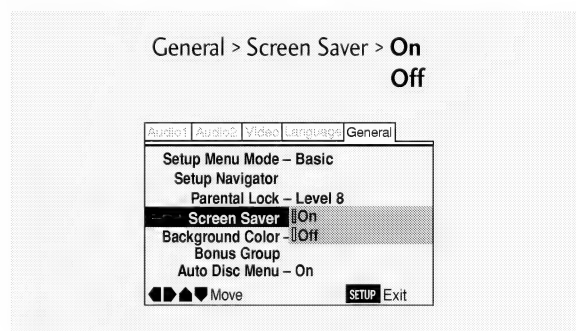 General > Screen Saver > On
Off
Audio1 Audio2 Video Language General
Setup Menu Mode – Basic
Setup Navigator
Parental Lock – Level 8
Screen Saver On
Background Color – Off
Bonus Group
Auto Disc Menu – On
Move SETUP Exit